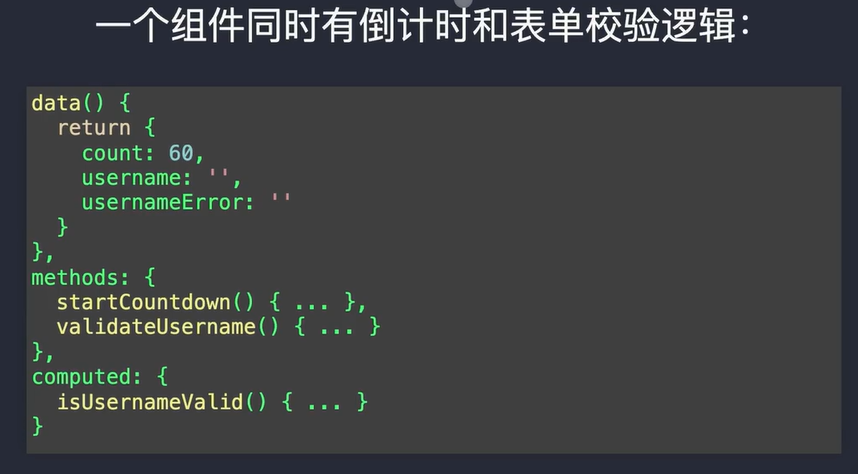 一个组件同时有倒计时和表单校验逻辑：
data() {
  return {
    count: 60,
    username: '',
    usernameError: ''
  }
},
methods: {
  startCountdown() { ... },
  validateUsername() { ... }
},
computed: {
  isUsernameValid() { ... }
}